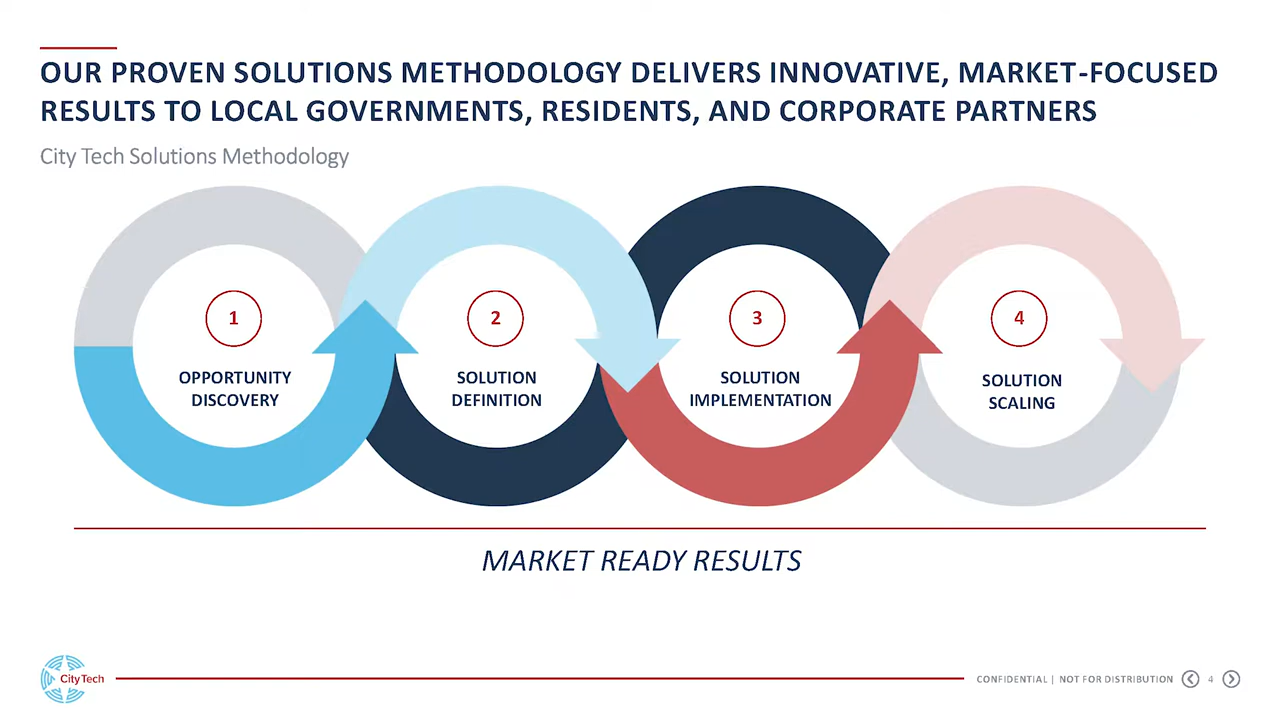 OUR PROVEN SOLUTIONS METHODOLOGY DELIVERS INNOVATIVE, MARKET-FOCUSED
RESULTS TO LOCAL GOVERNMENTS, RESIDENTS, AND CORPORATE PARTNERS
City Tech Solutions Methodology
1
OPPORTUNITY
DISCOVERY
2
SOLUTION
DEFINITION
3
SOLUTION
IMPLEMENTATION
4
SOLUTION
SCALING
MARKET READY RESULTS
City Tech
CONFIDENTIAL | NOT FOR DISTRIBUTION
4